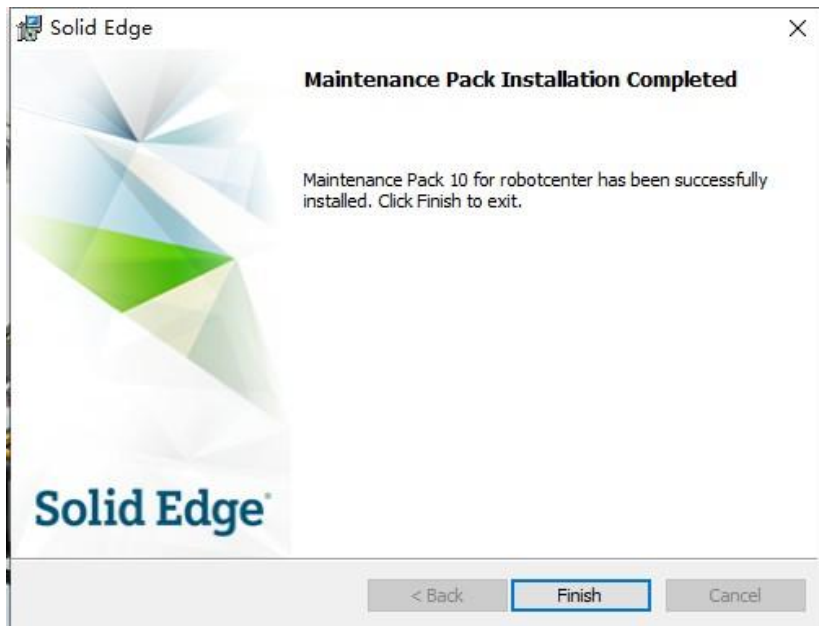 Solid Edge
Maintenance Pack Installation Completed
Maintenance Pack 10 for robotcenter has been successfully
installed. Click Finish to exit.
Solid Edge
< Back
Finish
Cancel